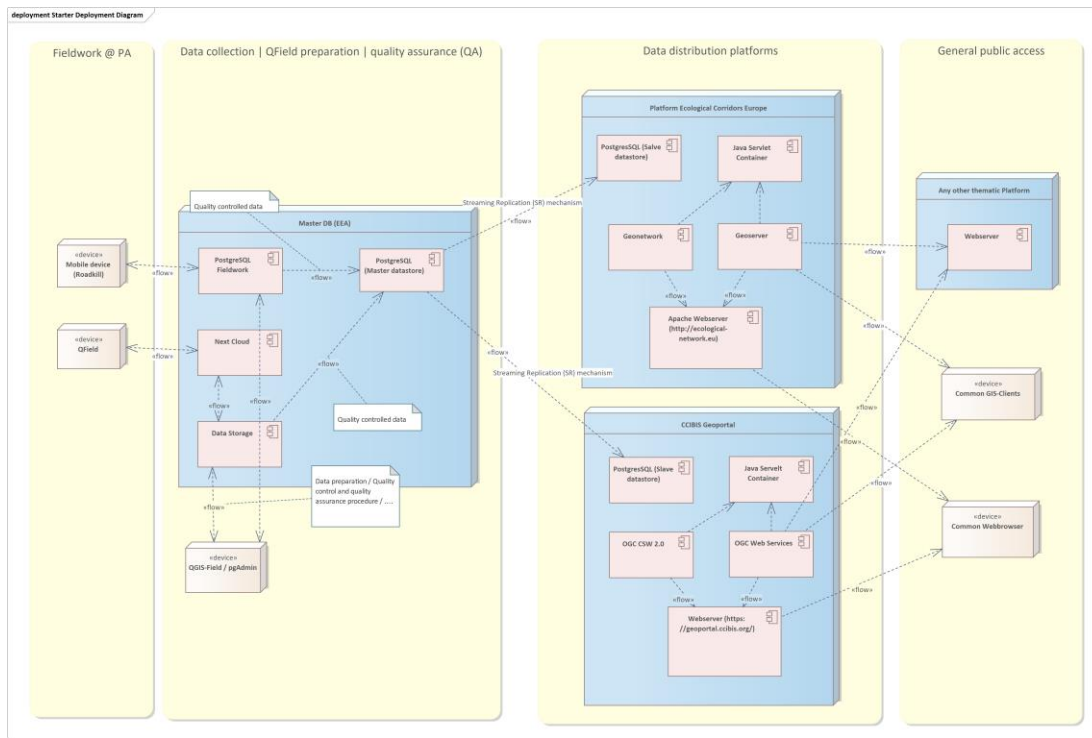 deployment Starter Deployment Diagram
Fieldwork @ PA
Data collection | QField preparation | quality assurance (QA)
Data distribution platforms
General public access
«device»
Mobile device
(Roadkill)
«flow»
«device»
QField
«flow»
Quality controlled data
Master DB (EEA)
PostgreSQL
Fieldwork
«flow»
PostgreSQL
(Master datastore)
Next Cloud
«flow»
«flow»
«flow»
Data Storage
Quality controlled data
Data preparation / Quality
control and quality
assurance procedure / ....
«flow»
«device»
QGIS-Field / pgAdmin
Streaming Replication (SR) mechanism
«flow»
«flow»
Streaming Replication (SR) mechanism
Platform Ecological Corridors Europe
PostgresSQL (Salve
datastore)
Java Servlet
Container
Geonetwork
Geoserver
«flow»
«flow»
«flow»
Apache Webserver
(http://ecological-
network.eu)
CCIBIS Geoportal
PostgresSQL (Slave
datastore)
Java Servelt
Container
OGC CSW 2.0
OGC Web Services
«flow»
«flow»
Webserver (https:
//geoportal.ccibis.org/)
Any other thematic Platform
Webserver
«flow»
«device»
Common GIS-Clients
«flow»
«flow»
«flow»
«device»
Common Webbrowser
«flow»